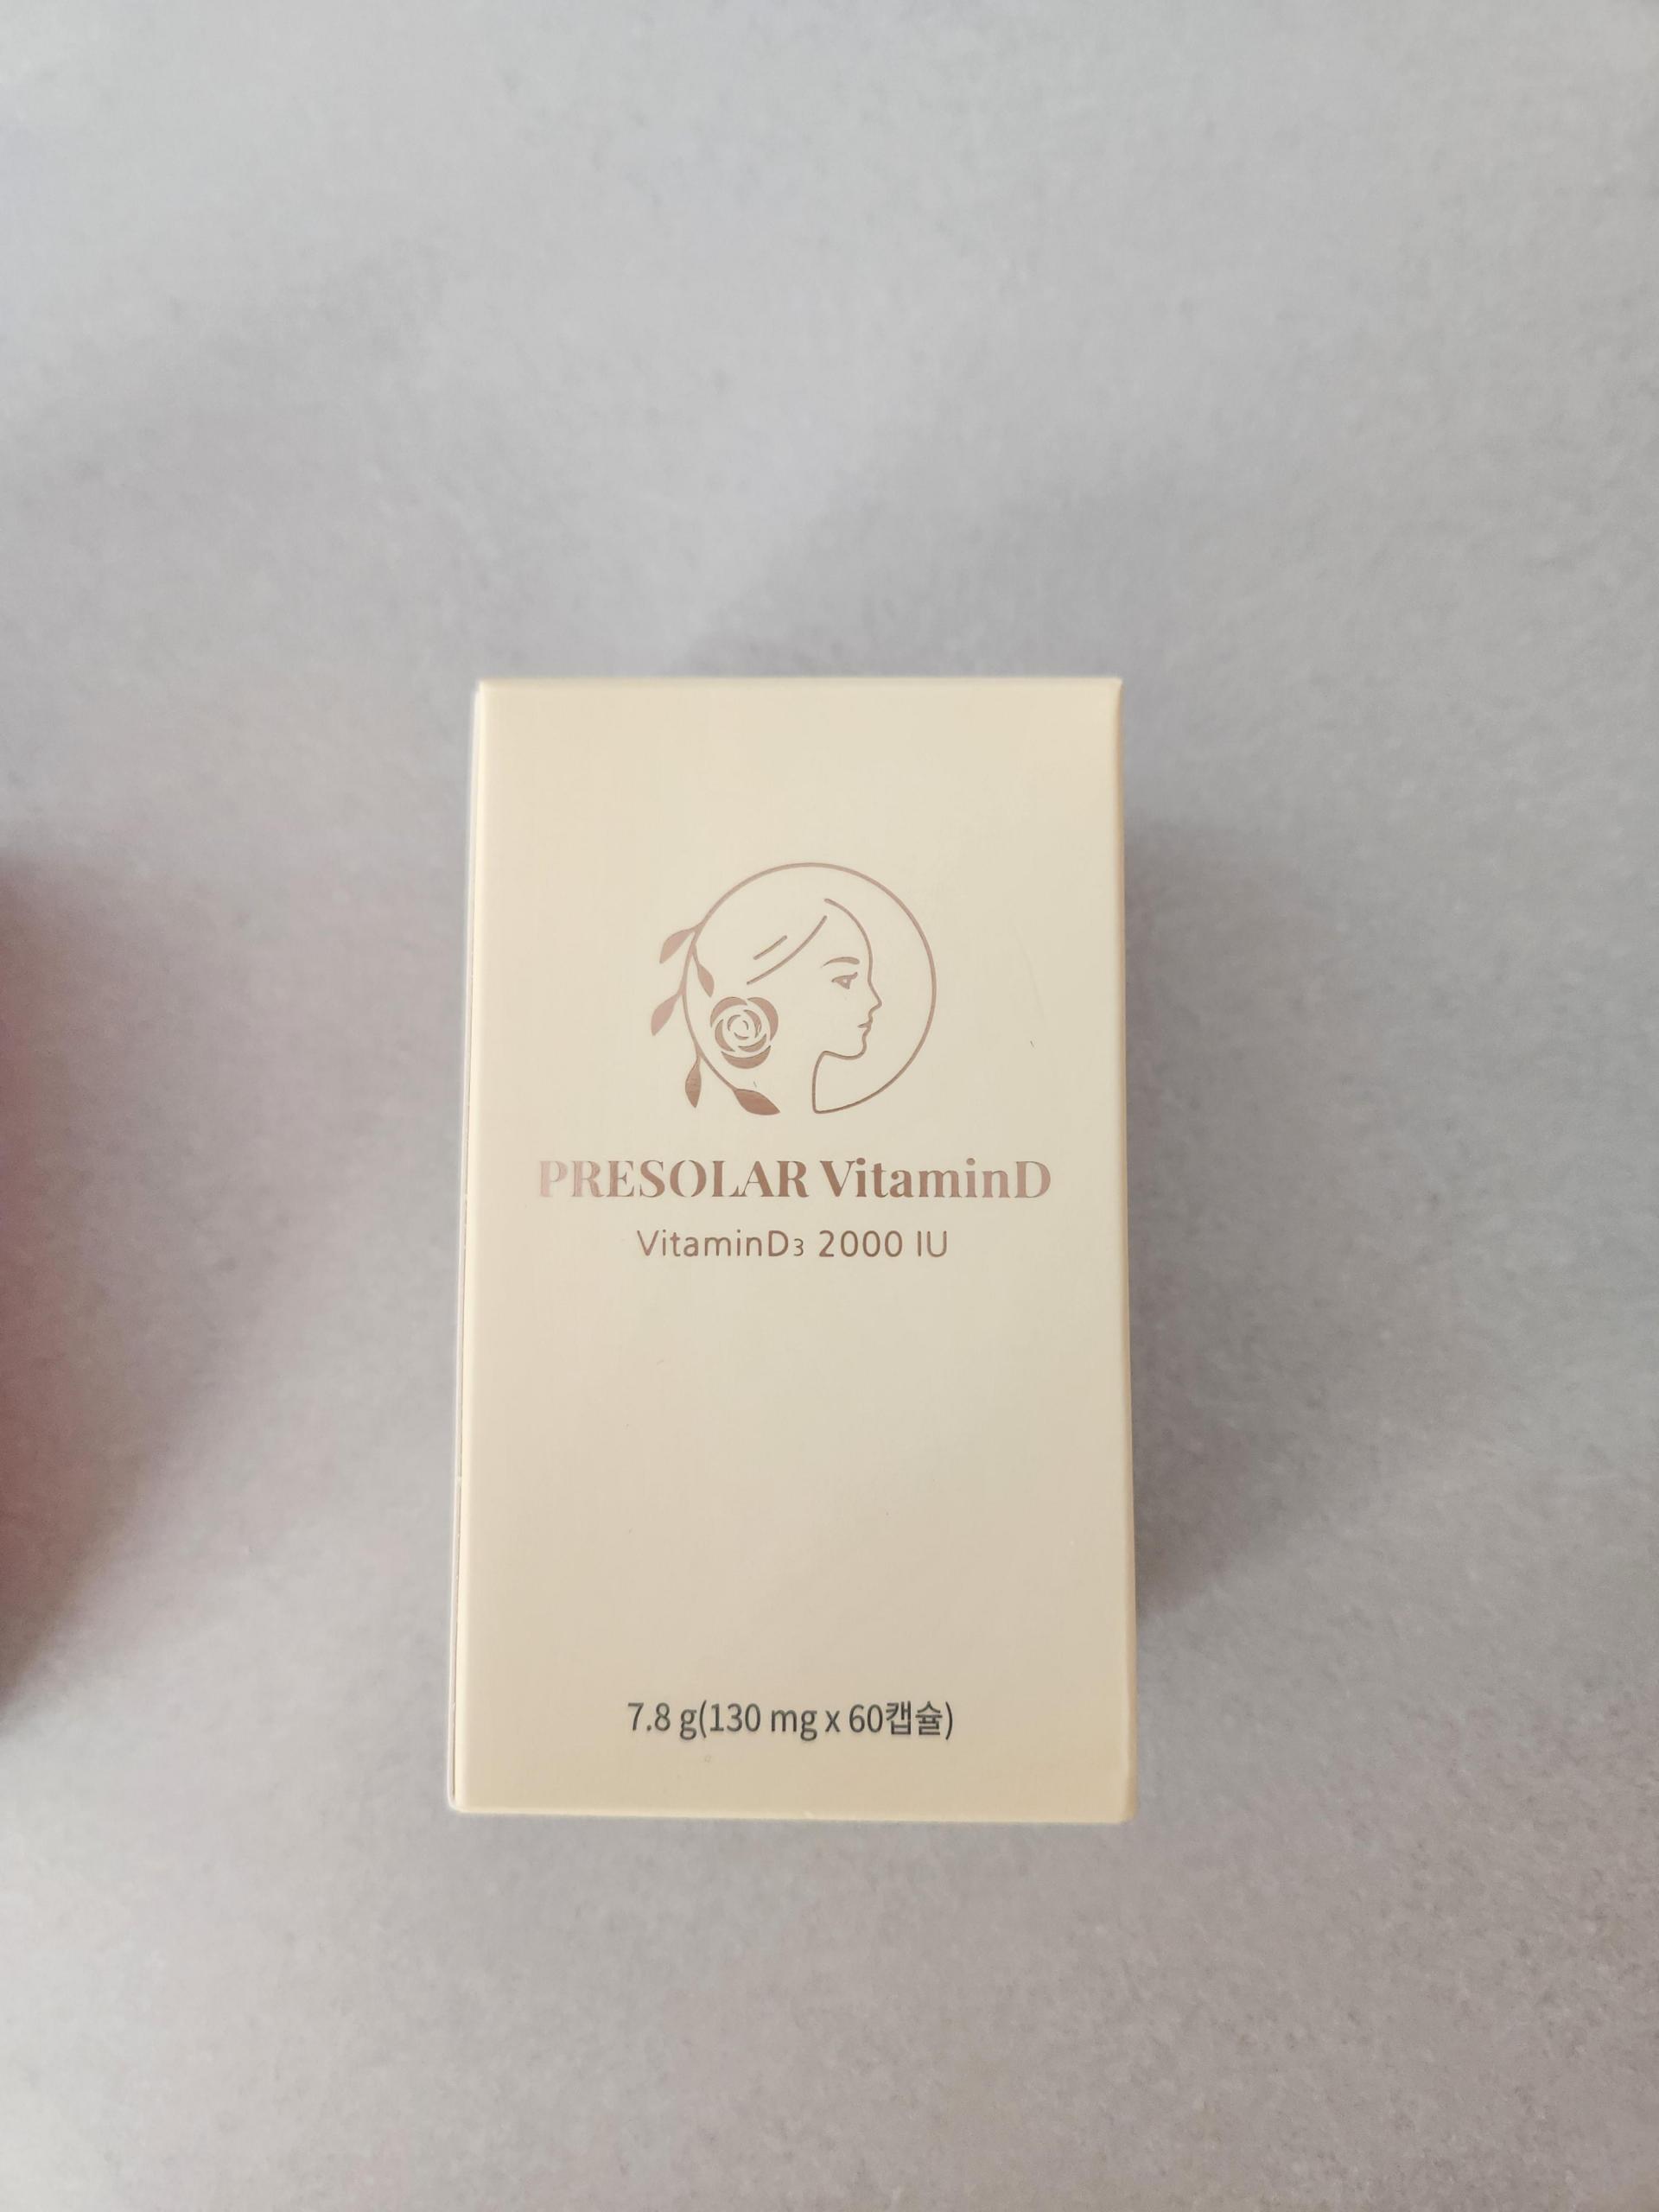 PRESOLAR VitaminD
VitaminD₃ 2000 IU
7.8 g(130 mg x 60캡슐)